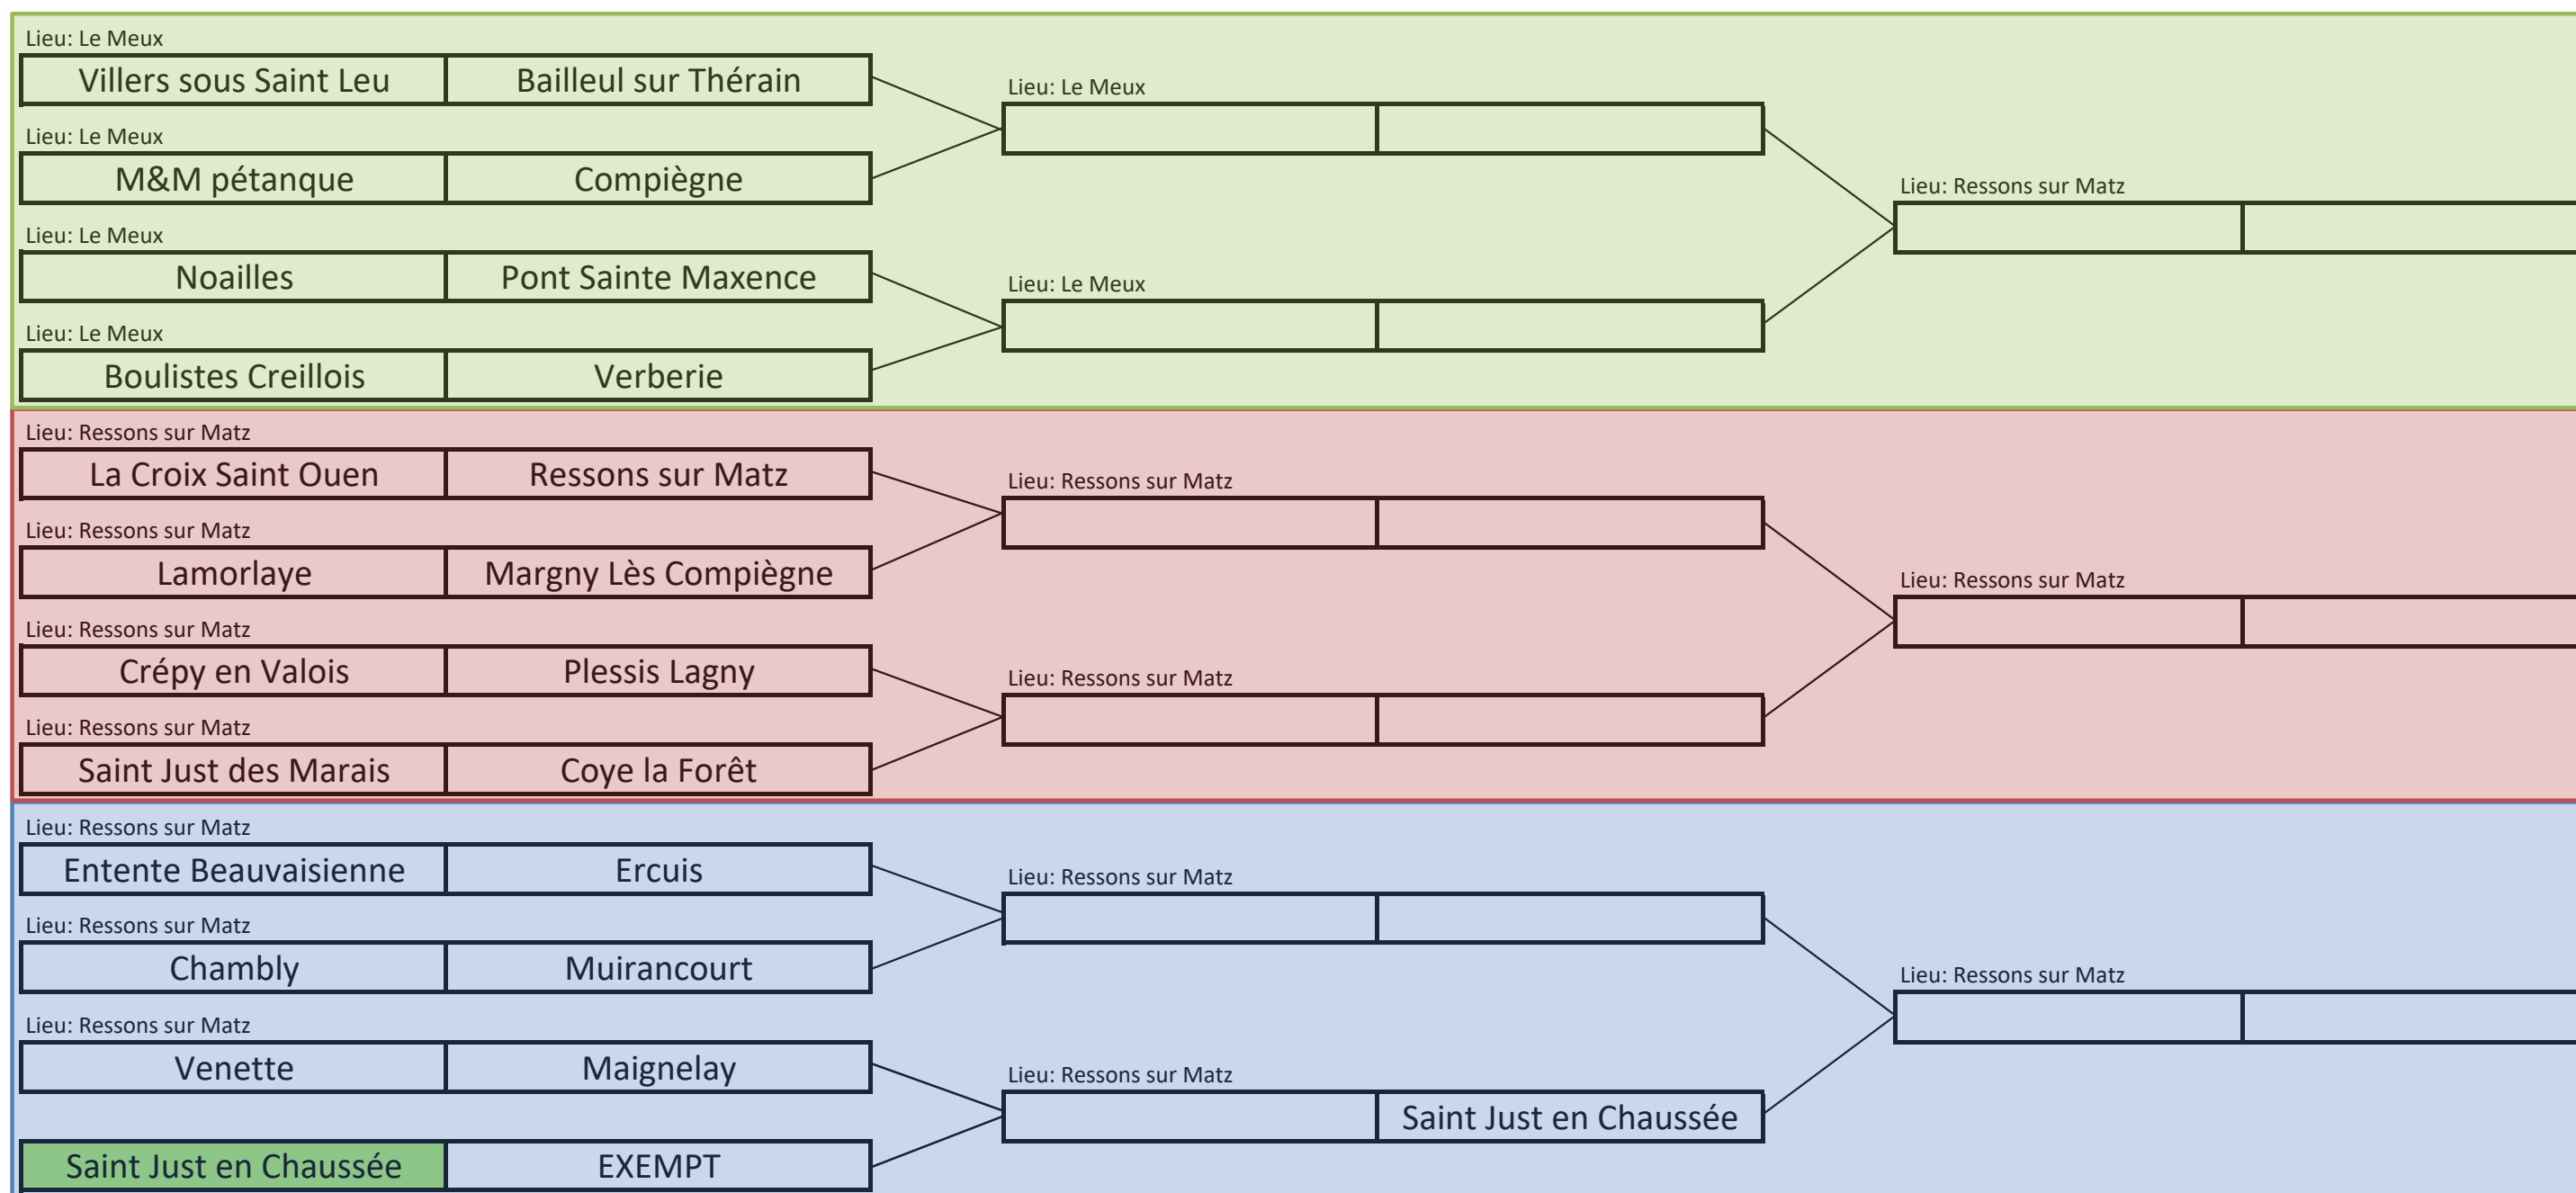 Lieu: Le Meux
Villers sous Saint Leu Bailleul sur Thérain
Lieu: Le Meux
Lieu: Le Meux
M&M pétanque Compiègne
Lieu: Ressons sur Matz
Lieu: Le Meux
Noailles Pont Sainte Maxence
Lieu: Le Meux
Lieu: Le Meux
Boulistes Creillois Verberie
Lieu: Ressons sur Matz
La Croix Saint Ouen Ressons sur Matz
Lieu: Ressons sur Matz
Lieu: Ressons sur Matz
Lamorlaye Margny Lès Compiègne
Lieu: Ressons sur Matz
Lieu: Ressons sur Matz
Crépy en Valois Plessis Lagny
Lieu: Ressons sur Matz
Lieu: Ressons sur Matz
Saint Just des Marais Coye la Forêt
Lieu: Ressons sur Matz
Entente Beauvaisienne Ercuis
Lieu: Ressons sur Matz
Lieu: Ressons sur Matz
Chambly Muirancourt
Lieu: Ressons sur Matz
Lieu: Ressons sur Matz
Venette Maignelay
Lieu: Ressons sur Matz
Saint Just en Chaussée
Saint Just en Chaussée EXEMPT